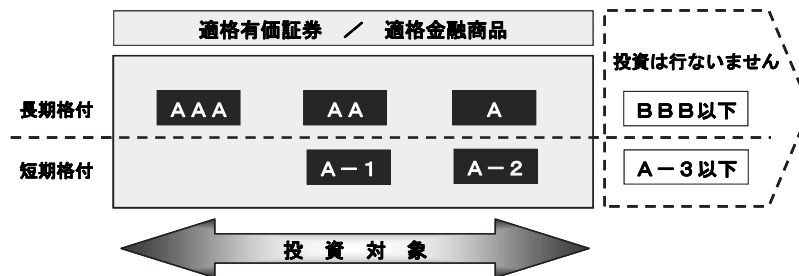 適格有価証券 ／ 適格金融商品
投資は行ないません
長期格付 ＡＡＡ ＡＡ Ａ ＢＢＢ以下
短期格付 Ａ－１ Ａ－２ Ａ－３以下
投 資 対 象